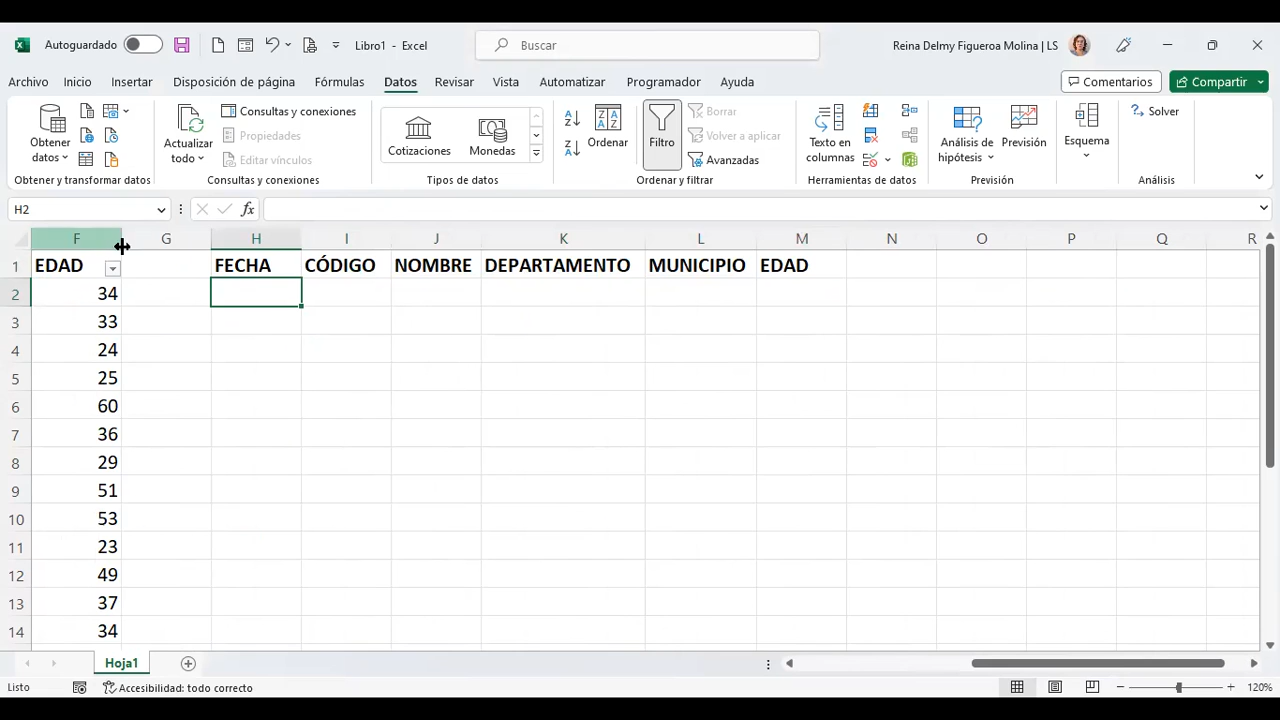 Autoguardado Libro1 - Excel Buscar Reina Delmy Figueroa Molina | LS
Archivo Inicio Insertar Disposición de página Fórmulas Datos Revisar Vista Automatizar Programador Ayuda Comentarios Compartir
Obtener datos
Actualizar todo
Consultas y conexiones
Propiedades
Editar vínculos
Cotizaciones Monedas
Ordenar
Filtro
Borrar
Volver a aplicar
Avanzadas
Texto en columnas
Análisis de hipótesis
Previsión
Esquema
Solver
Obtener y transformar datos Consultas y conexiones Tipos de datos Ordenar y filtrar Herramientas de datos Previsión Análisis
H2 fx
F G H I J K L M N O P Q R
1 EDAD FECHA CÓDIGO NOMBRE DEPARTAMENTO MUNICIPIO EDAD
2 34
3 33
4 24
5 25
6 60
7 36
8 29
9 51
10 53
11 23
12 49
13 37
14 34
Hoja1
Listo Accesibilidad: todo correcto 120%